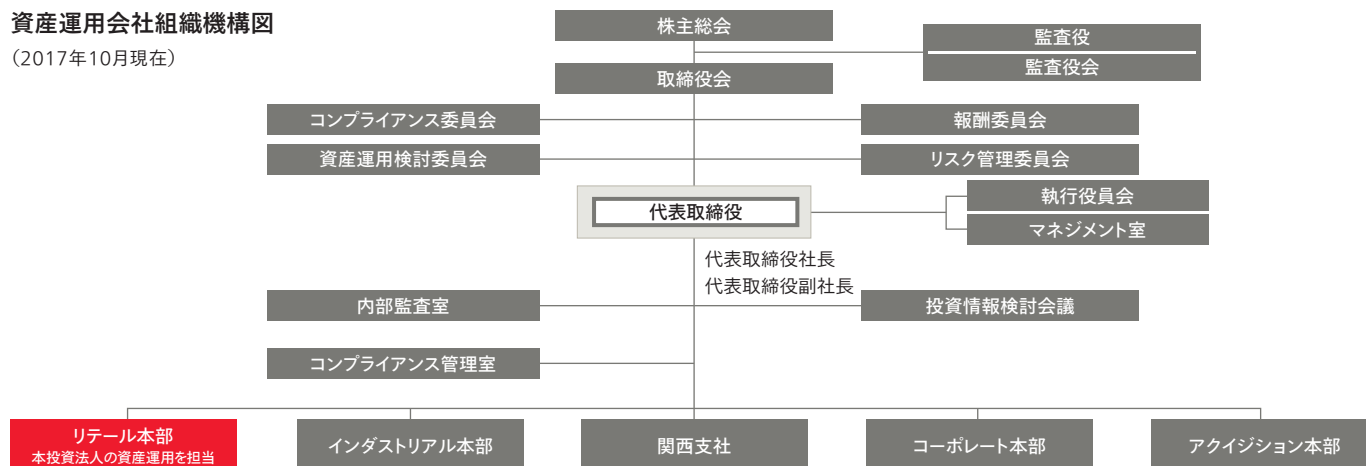 資産運用会社組織機構図
（2017年10月現在）
株主総会
監査役
監査役会
取締役会
コンプライアンス委員会
報酬委員会
資産運用検討委員会
リスク管理委員会
代表取締役
執行役員会
マネジメント室
代表取締役社長
代表取締役副社長
内部監査室
投資情報検討会議
コンプライアンス管理室
リテール本部
本投資法人の資産運用を担当
インダストリアル本部
関西支社
コーポレート本部
アクイジション本部